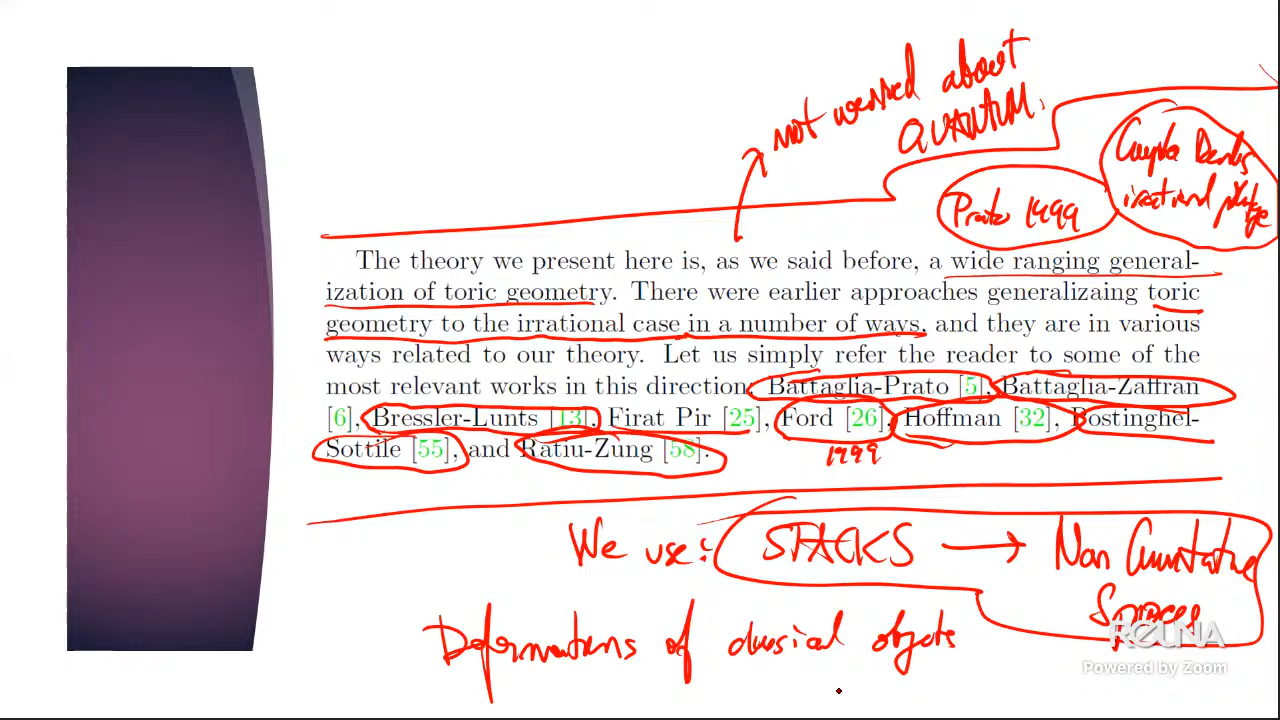 not worried about
QUANTUM.
Prato 1999
The theory we present here is, as we said before, a wide ranging general-
ization of toric geometry. There were earlier approaches generalizaing toric
geometry to the irrational case in a number of ways, and they are in various
ways related to our theory. Let us simply refer the reader to some of the
most relevant works in this direction: Battaglia-Prato [5], Battaglia-Zaffran
[6], Bressler-Lunts [13], Firat Pir [25], Ford [26], Hoffman [32], Postinghel-
Sottile [55], and Ratiu-Zung [58].
1999
We use: STACKS → Non
Spaces
Deformations of classical objects
REUNA
Powered by Zoom